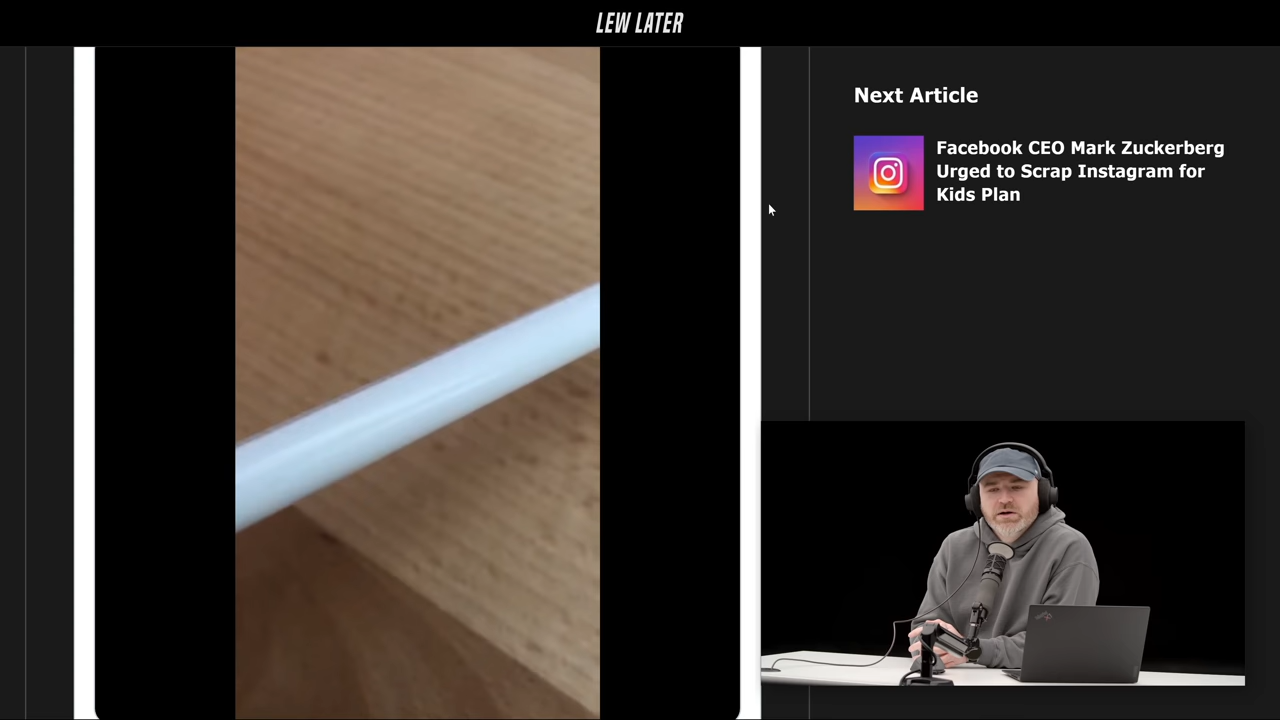 LEW LATER
Next Article
Facebook CEO Mark Zuckerberg
Urged to Scrap Instagram for
Kids Plan